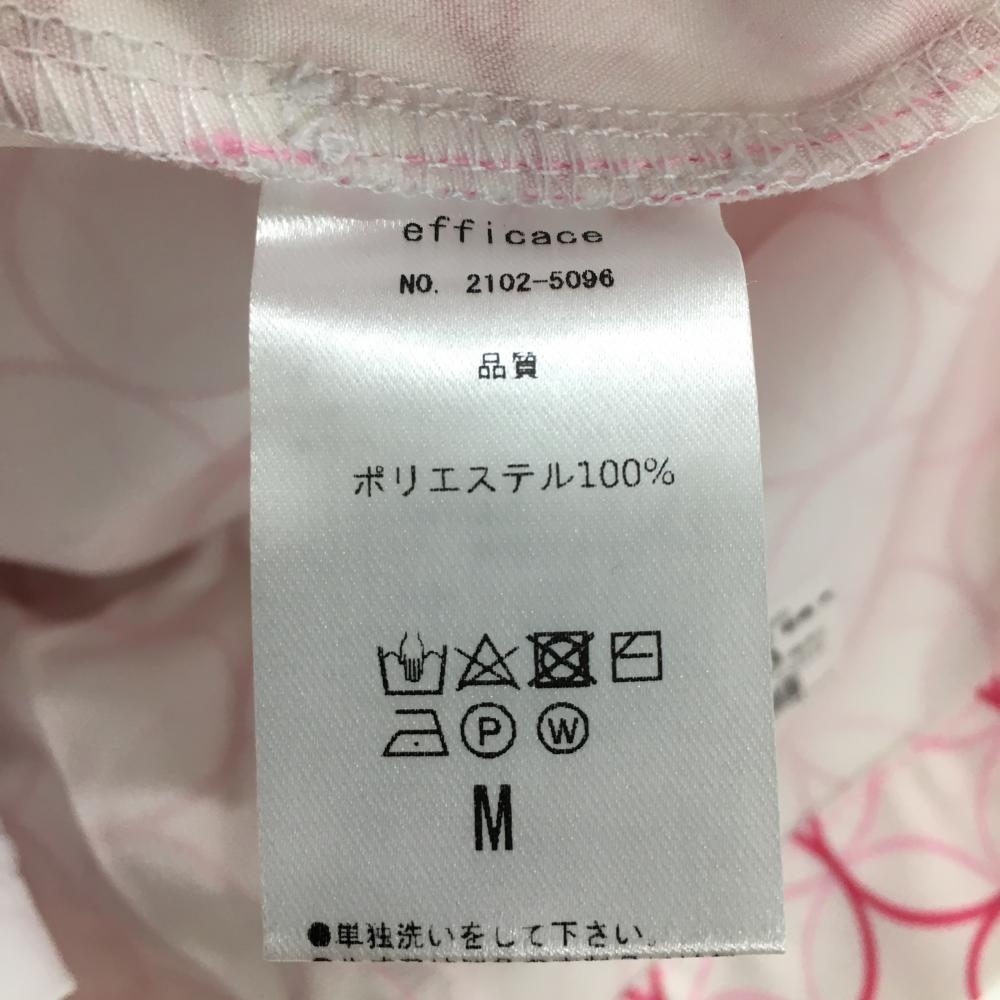 efficace
NO. 2102-5096
品質
ポリエステル100%
P W
M
●単独洗いをして下さい。